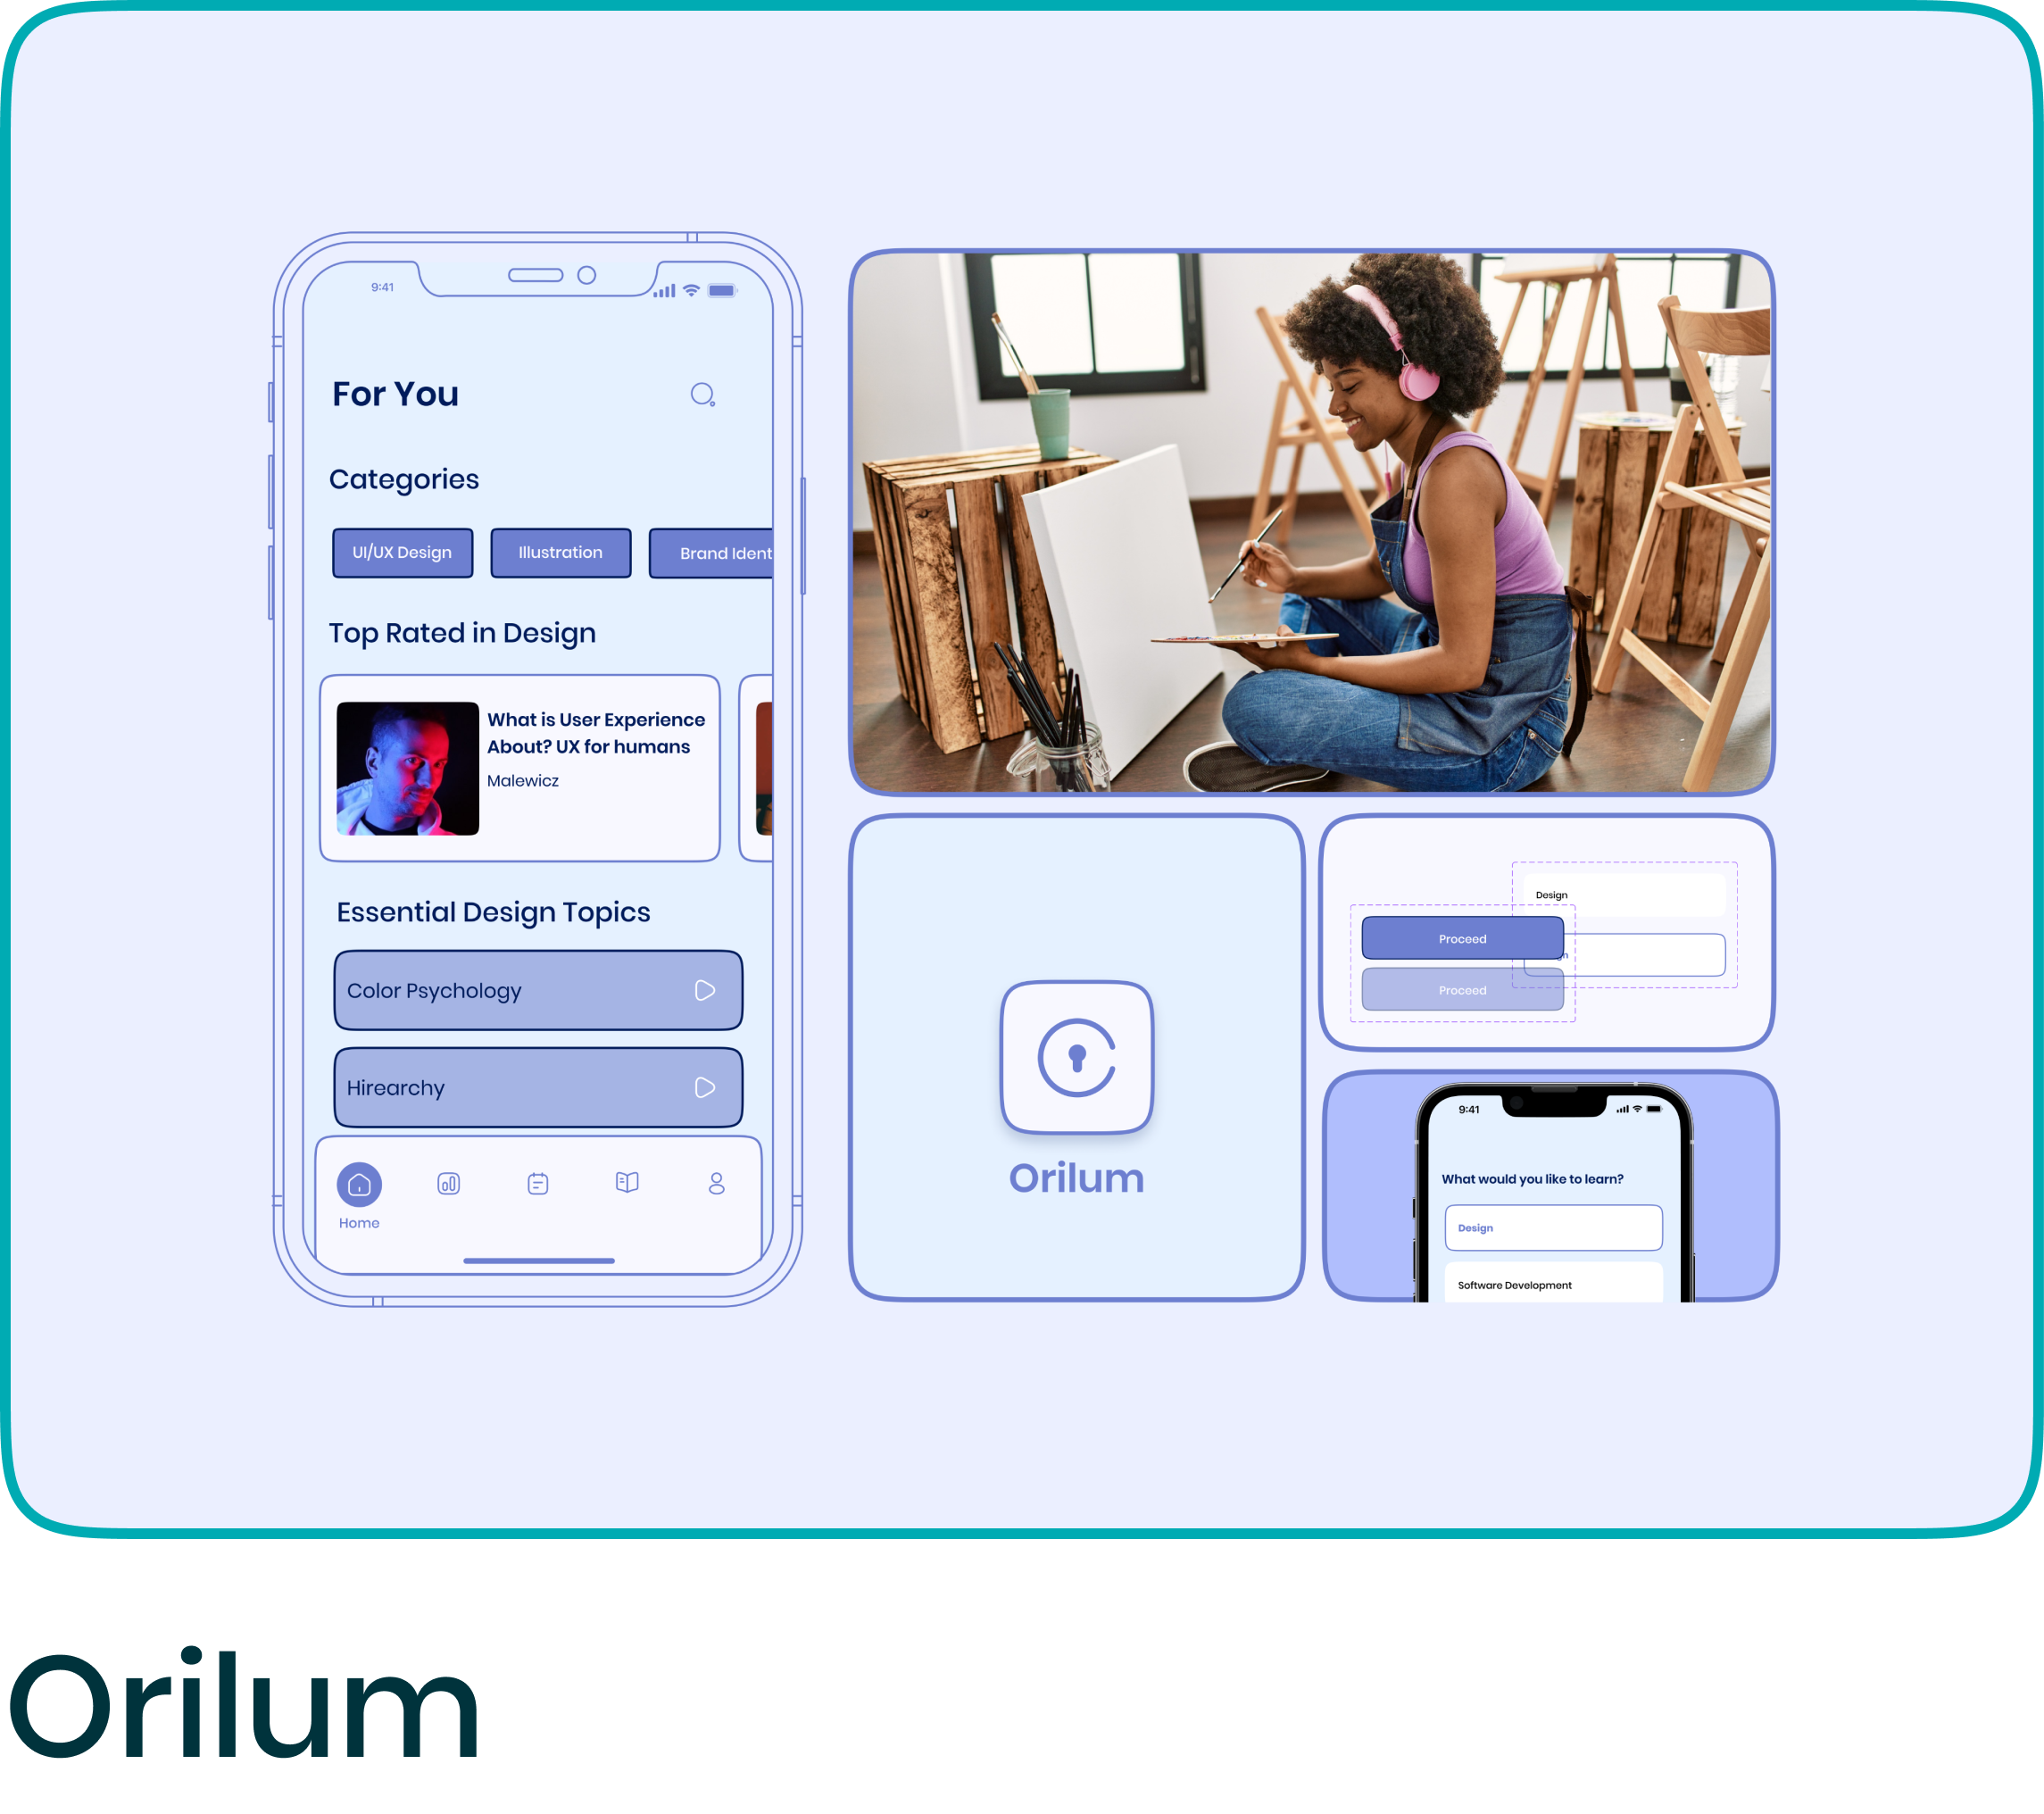 9:41
For You
Categories
UI/UX Design
Illustration
Brand Ident
Top Rated in Design
What is User Experience
About? UX for humans
Malewicz
Essential Design Topics
Color Psychology
Hirearchy
Home
Orilum
Design
Proceed
gn
Proceed
9:41
What would you like to learn?
Design
Software Development
Orilum